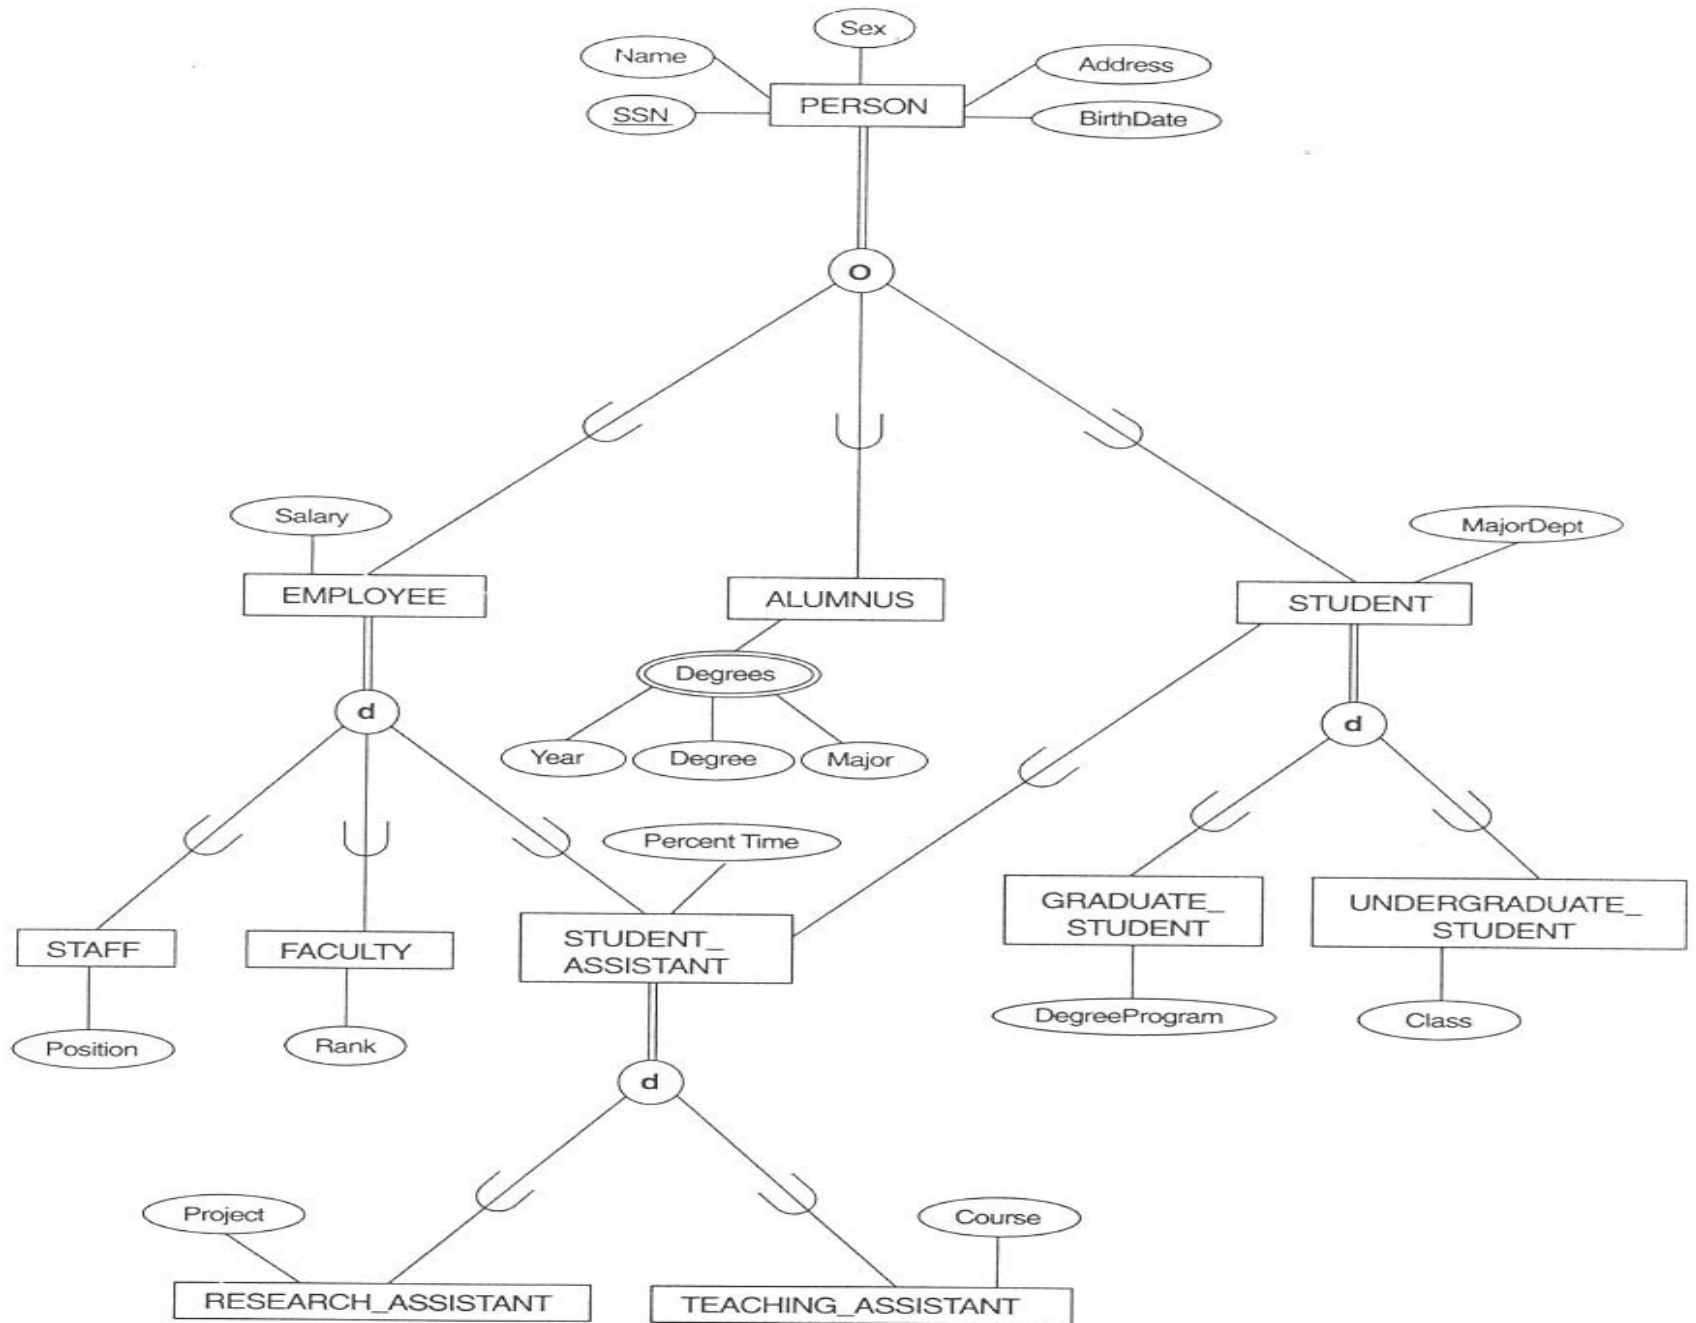 Sex
Name
Address
SSN
PERSON
BirthDate
O
Salary
MajorDept
EMPLOYEE
ALUMNUS
STUDENT
Degrees
d
d
Year
Degree
Major
Percent Time
GRADUATE_
STUDENT
UNDERGRADUATE_
STUDENT
STAFF
FACULTY
STUDENT_
ASSISTANT
DegreeProgram
Class
Position
Rank
d
Project
Course
RESEARCH_ASSISTANT
TEACHING_ASSISTANT